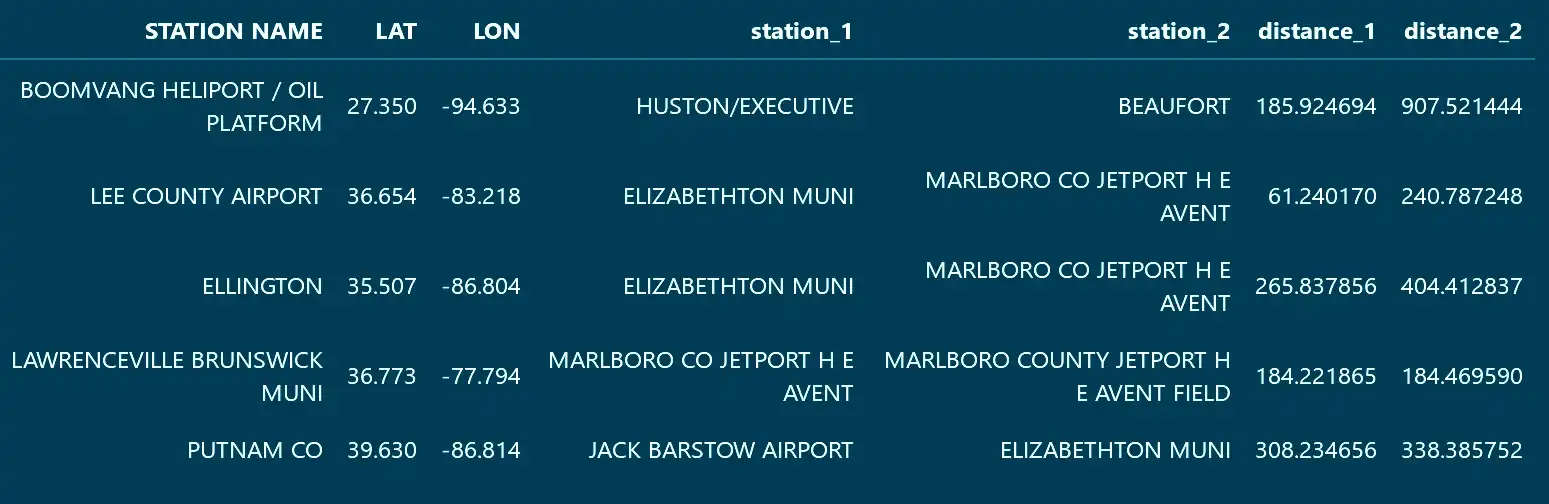 STATION NAME LAT LON station_1 station_2 distance_1 distance_2
BOOMVANG HELIPORT / OIL
PLATFORM 27.350 -94.633 HUSTON/EXECUTIVE BEAUFORT 185.924694 907.521444
LEE COUNTY AIRPORT 36.654 -83.218 ELIZABETHTON MUNI MARLBORO CO JETPORT H E
AVENT 61.240170 240.787248
ELLINGTON 35.507 -86.804 ELIZABETHTON MUNI MARLBORO CO JETPORT H E
AVENT 265.837856 404.412837
LAWRENCEVILLE BRUNSWICK
MUNI 36.773 -77.794 MARLBORO CO JETPORT H E
AVENT MARLBORO COUNTY JETPORT H
E AVENT FIELD 184.221865 184.469590
PUTNAM CO 39.630 -86.814 JACK BARSTOW AIRPORT ELIZABETHTON MUNI 308.234656 338.385752